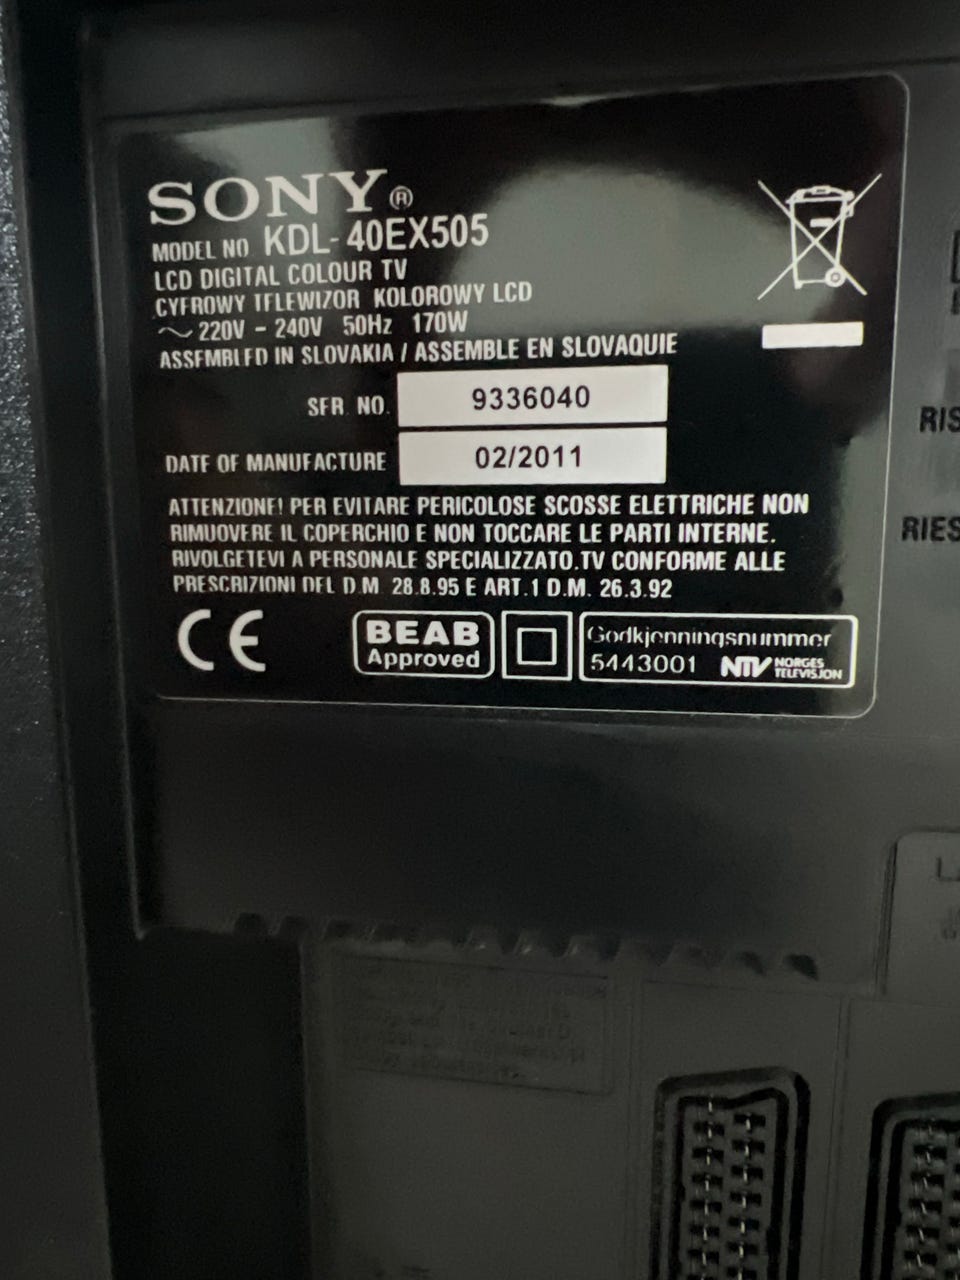 SONY®
MODEL NO KDL-40EX505
LCD DIGITAL COLOUR TV
CYFROWY TELEWIZOR KOLOROWY LCD
~ 220V - 240V 50Hz 170W
ASSEMBLED IN SLOVAKIA / ASSEMBLE EN SLOVAQUIE
SER. NO. 9336040
DATE OF MANUFACTURE 02/2011
ATTENZIONE! PER EVITARE PERICOLOSE SCOSSE ELETTRICHE NON
RIMUOVERE IL COPERCHIO E NON TOCCARE LE PARTI INTERNE.
RIVOLGETEVI A PERSONALE SPECIALIZZATO.TV CONFORME ALLE
PRESCRIZIONI DEL D.M. 28.8.95 E ART.1 D.M. 26.3.92
CE
BEAB
Approved
Godkjenningsnummer
5443001 NTV NORGES
TELEVISJON
RIS
RIES